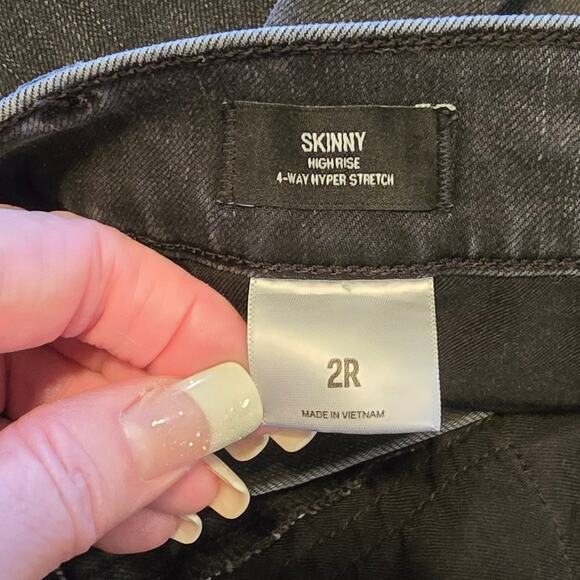 SKINNY
HIGH RISE
4-WAY HYPER STRETCH
2R
MADE IN VIETNAM